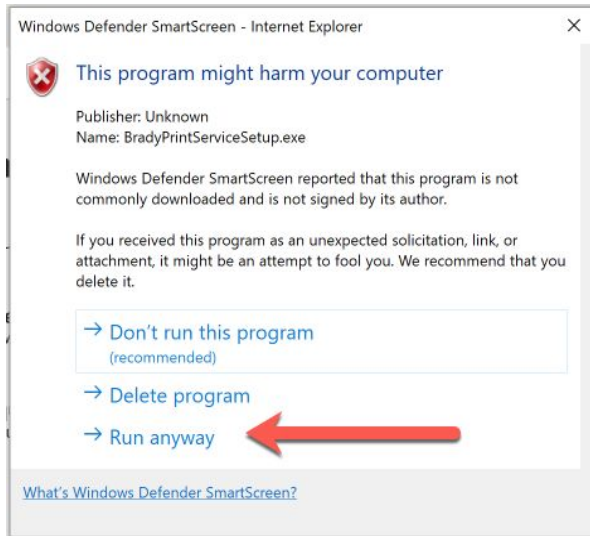 Windows Defender SmartScreen - Internet Explorer
This program might harm your computer
Publisher: Unknown
Name: BradyPrintServiceSetup.exe
Windows Defender SmartScreen reported that this program is not
commonly downloaded and is not signed by its author.
If you received this program as an unexpected solicitation, link, or
attachment, it might be an attempt to fool you. We recommend that you
delete it.
Don't run this program
(recommended)
Delete program
Run anyway
What's Windows Defender SmartScreen?